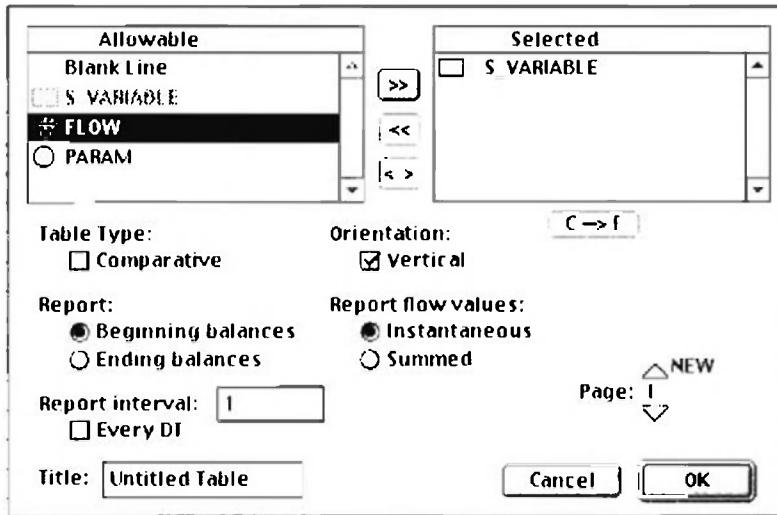 Allowable
Blank Line
S_VARIABLE
FLOW
PARAM
>>
<<
< >
Selected
S_VARIABLE
C -> f
Table Type:
Comparative
Orientation:
Vertical
Report:
Beginning balances
Ending balances
Report flow values:
Instantaneous
Summed
Report interval: 1
Every DT
Page: 1
NEW
Title: Untitled Table
Cancel
OK